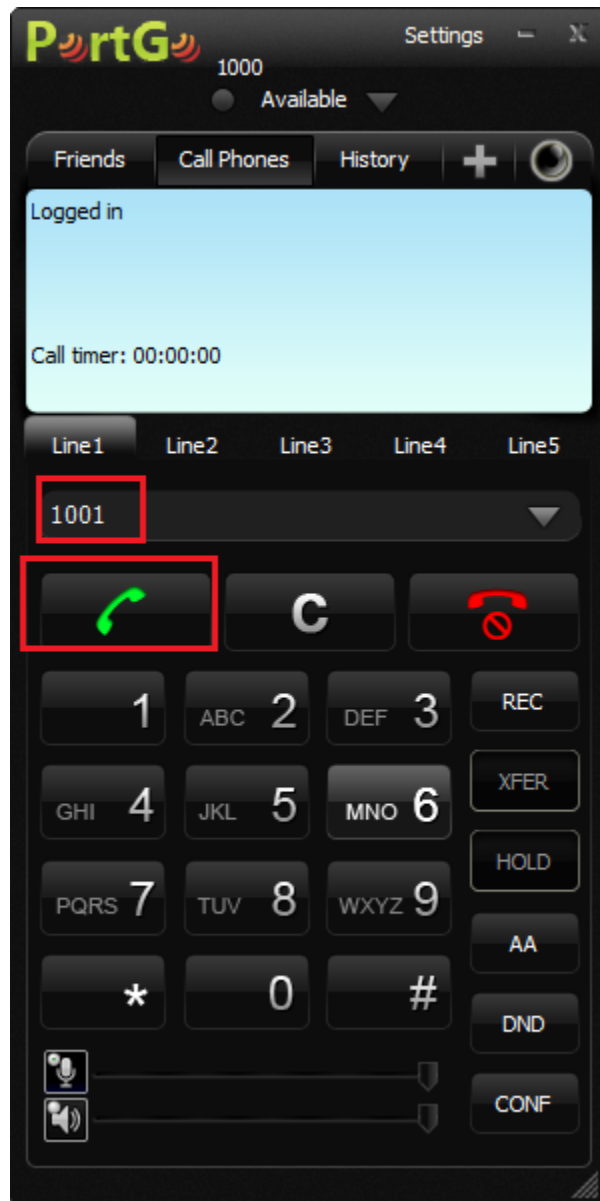 PortGo
Settings
1000
Available
Friends Call Phones History
Logged in
Call timer: 00:00:00
Line1 Line2 Line3 Line4 Line5
1001
C
1 ABC 2 DEF 3 REC
GHI 4 JKL 5 MNO 6 XFER
HOLD
PQRS 7 TUV 8 WXYZ 9
AA
* 0 #
DND
CONF